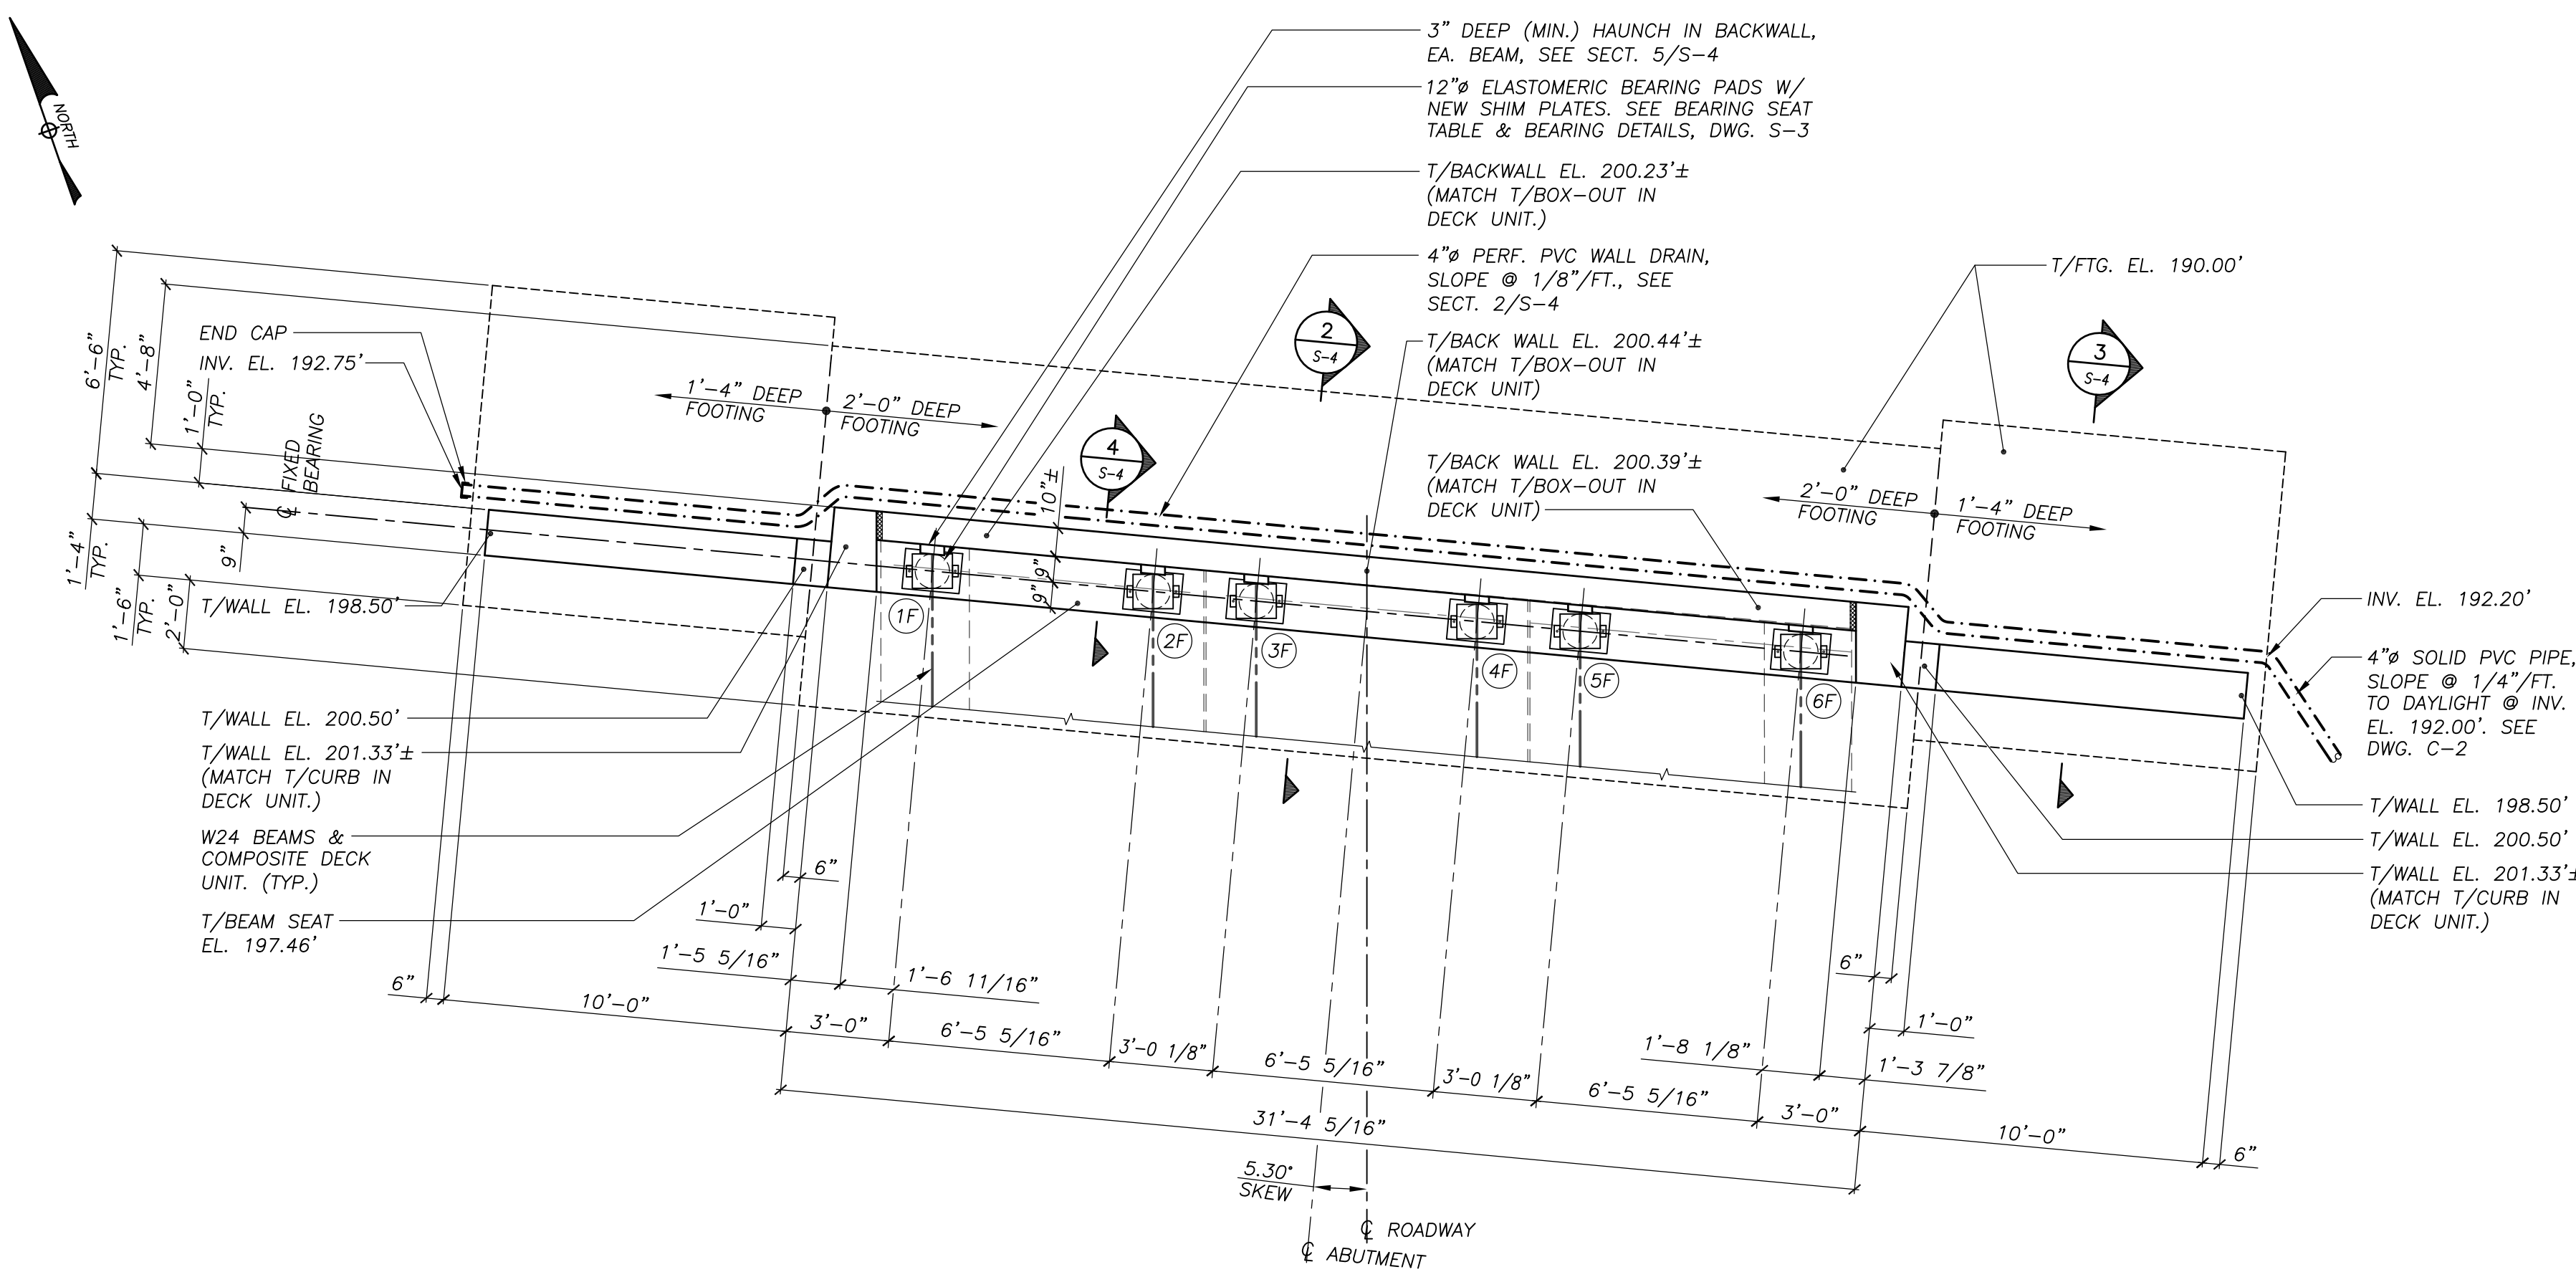 NORTH
3" DEEP (MIN.) HAUNCH IN BACKWALL,
EA. BEAM, SEE SECT. 5/S-4
12"ø ELASTOMERIC BEARING PADS W/
NEW SHIM PLATES. SEE BEARING SEAT
TABLE & BEARING DETAILS, DWG. S-3
T/BACKWALL EL. 200.23'±
(MATCH T/BOX-OUT IN
DECK UNIT.)
4"ø PERF. PVC WALL DRAIN,
SLOPE @ 1/8"/FT., SEE
SECT. 2/S-4
T/BACK WALL EL. 200.44'±
(MATCH T/BOX-OUT IN
DECK UNIT)
T/BACK WALL EL. 200.39'±
(MATCH T/BOX-OUT IN
DECK UNIT)
T/FTG. EL. 190.00'
2
S-4
3
S-4
4
S-4
6'-6"
TYP.
4'-8"
1'-0"
TYP.
END CAP
INV. EL. 192.75'
℄ FIXED
BEARING
1'-4" DEEP
FOOTING
2'-0" DEEP
FOOTING
2'-0" DEEP
FOOTING
1'-4" DEEP
FOOTING
10"±
9"
9"
1'-4"
TYP.
9"
1'-6"
TYP.
2'-0"
T/WALL EL. 198.50'
1F
2F
3F
4F
5F
6F
T/WALL EL. 200.50'
T/WALL EL. 201.33'±
(MATCH T/CURB IN
DECK UNIT.)
W24 BEAMS &
COMPOSITE DECK
UNIT. (TYP.)
T/BEAM SEAT
EL. 197.46'
INV. EL. 192.20'
4"ø SOLID PVC PIPE,
SLOPE @ 1/4"/FT.
TO DAYLIGHT @ INV.
EL. 192.00'. SEE
DWG. C-2
T/WALL EL. 198.50'
T/WALL EL. 200.50'
T/WALL EL. 201.33'±
(MATCH T/CURB IN
DECK UNIT.)
6"
1'-0"
1'-5 5/16"
1'-6 11/16"
6"
10'-0"
3'-0"
6'-5 5/16"
3'-0 1/8"
6'-5 5/16"
3'-0 1/8"
6'-5 5/16"
3'-0"
10'-0"
6"
6"
1'-0"
1'-8 1/8"
1'-3 7/8"
31'-4 5/16"
5.30°
SKEW
℄ ROADWAY
℄ ABUTMENT